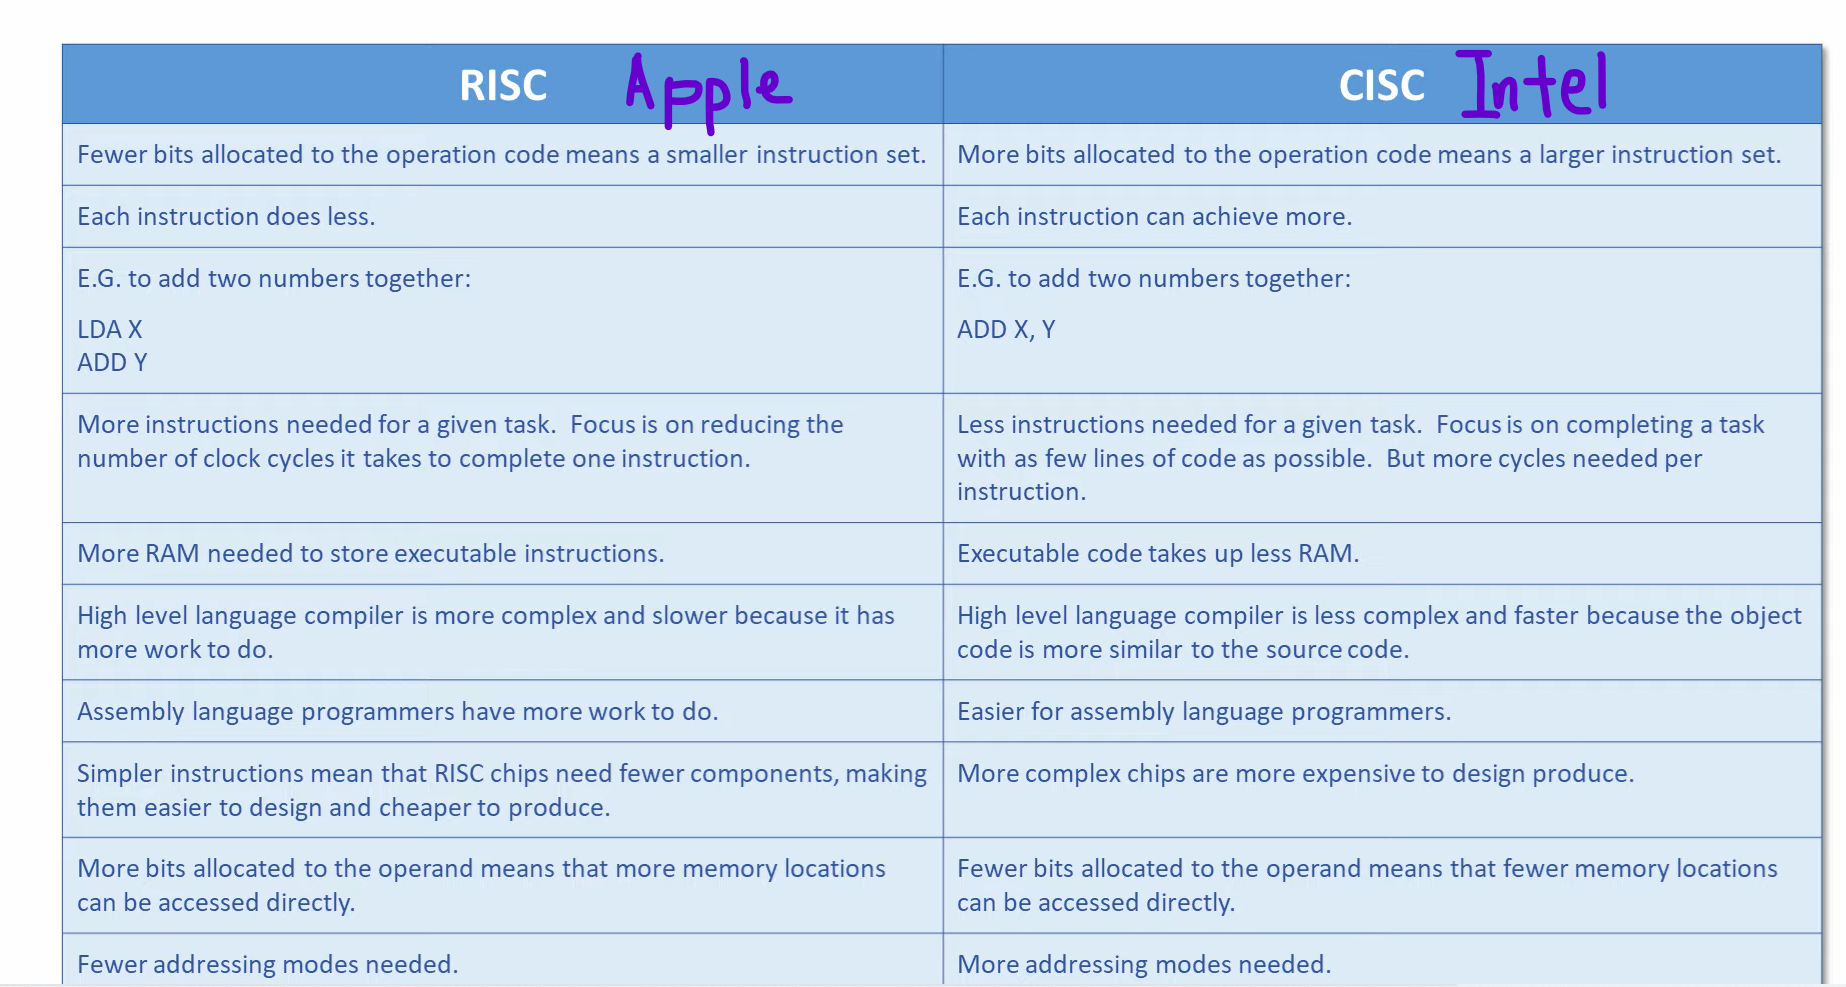 RISC Apple
CISC Intel
Fewer bits allocated to the operation code means a smaller instruction set.
More bits allocated to the operation code means a larger instruction set.
Each instruction does less.
Each instruction can achieve more.
E.G. to add two numbers together:
LDA X
ADD Y
E.G. to add two numbers together:
ADD X, Y
More instructions needed for a given task. Focus is on reducing the
number of clock cycles it takes to complete one instruction.
Less instructions needed for a given task. Focus is on completing a task
with as few lines of code as possible. But more cycles needed per
instruction.
More RAM needed to store executable instructions.
Executable code takes up less RAM.
High level language compiler is more complex and slower because it has
more work to do.
High level language compiler is less complex and faster because the object
code is more similar to the source code.
Assembly language programmers have more work to do.
Easier for assembly language programmers.
Simpler instructions mean that RISC chips need fewer components, making
them easier to design and cheaper to produce.
More complex chips are more expensive to design produce.
More bits allocated to the operand means that more memory locations
can be accessed directly.
Fewer bits allocated to the operand means that fewer memory locations
can be accessed directly.
Fewer addressing modes needed.
More addressing modes needed.